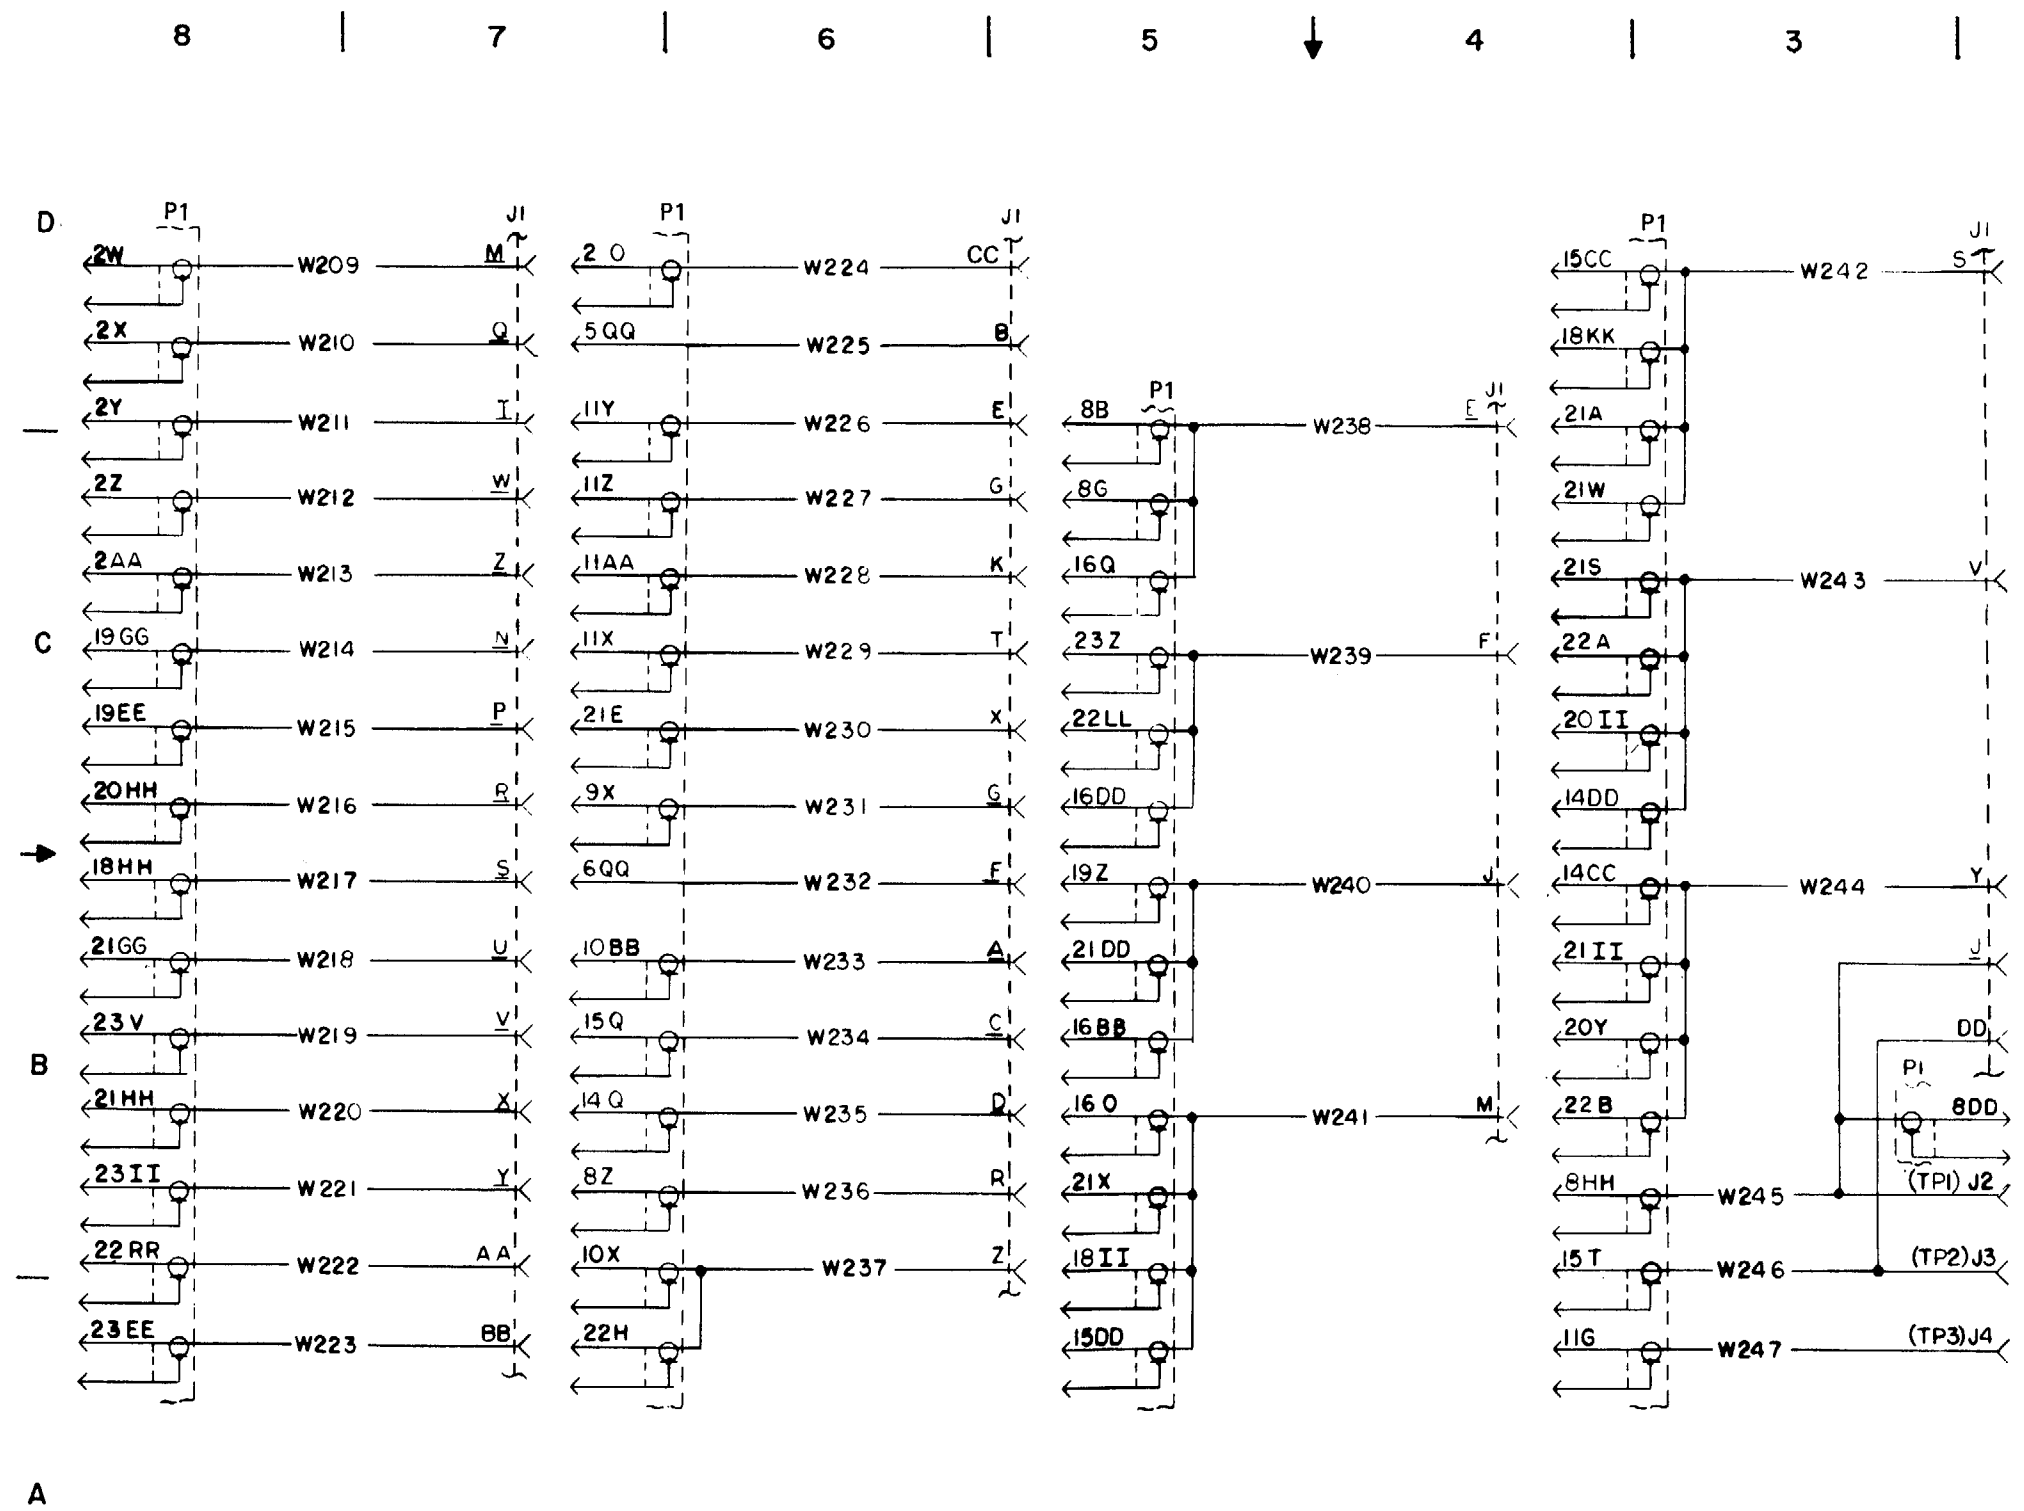 8 7 6 5 4 3
D
P1 J1 P1 J1 P1 J1
2W W209 M 2 O W224 CC 15CC W242 S
2X W210 Q 5QQ W225 B 18KK
P1 J1
2Y W211 I 11Y W226 E 8B W238 E 21A
2Z W212 W 11Z W227 G 8G 21W
2AA W213 Z 11AA W228 K 16Q 21S W243 V
C
19GG W214 N 11X W229 T 23Z W239 F 22A
19EE W215 P 21E W230 X 22LL 20II
20HH W216 R 9X W231 G 16DD 14DD
18HH W217 S 6QQ W232 F 19Z W240 J 14CC W244 Y
21GG W218 U 10BB W233 A 21DD 21II J
23V W219 V 15Q W234 C 16BB 20Y DD
B P1
21HH W220 X 14Q W235 D 16O W241 M 22B 8DD
23II W221 Y 8Z W236 R 21X 8HH W245 (TP1) J2
22RR W222 AA 10X W237 Z 18II 15T W246 (TP2)J3
23EE W223 BB 22H 15DD 11G W247 (TP3)J4
A